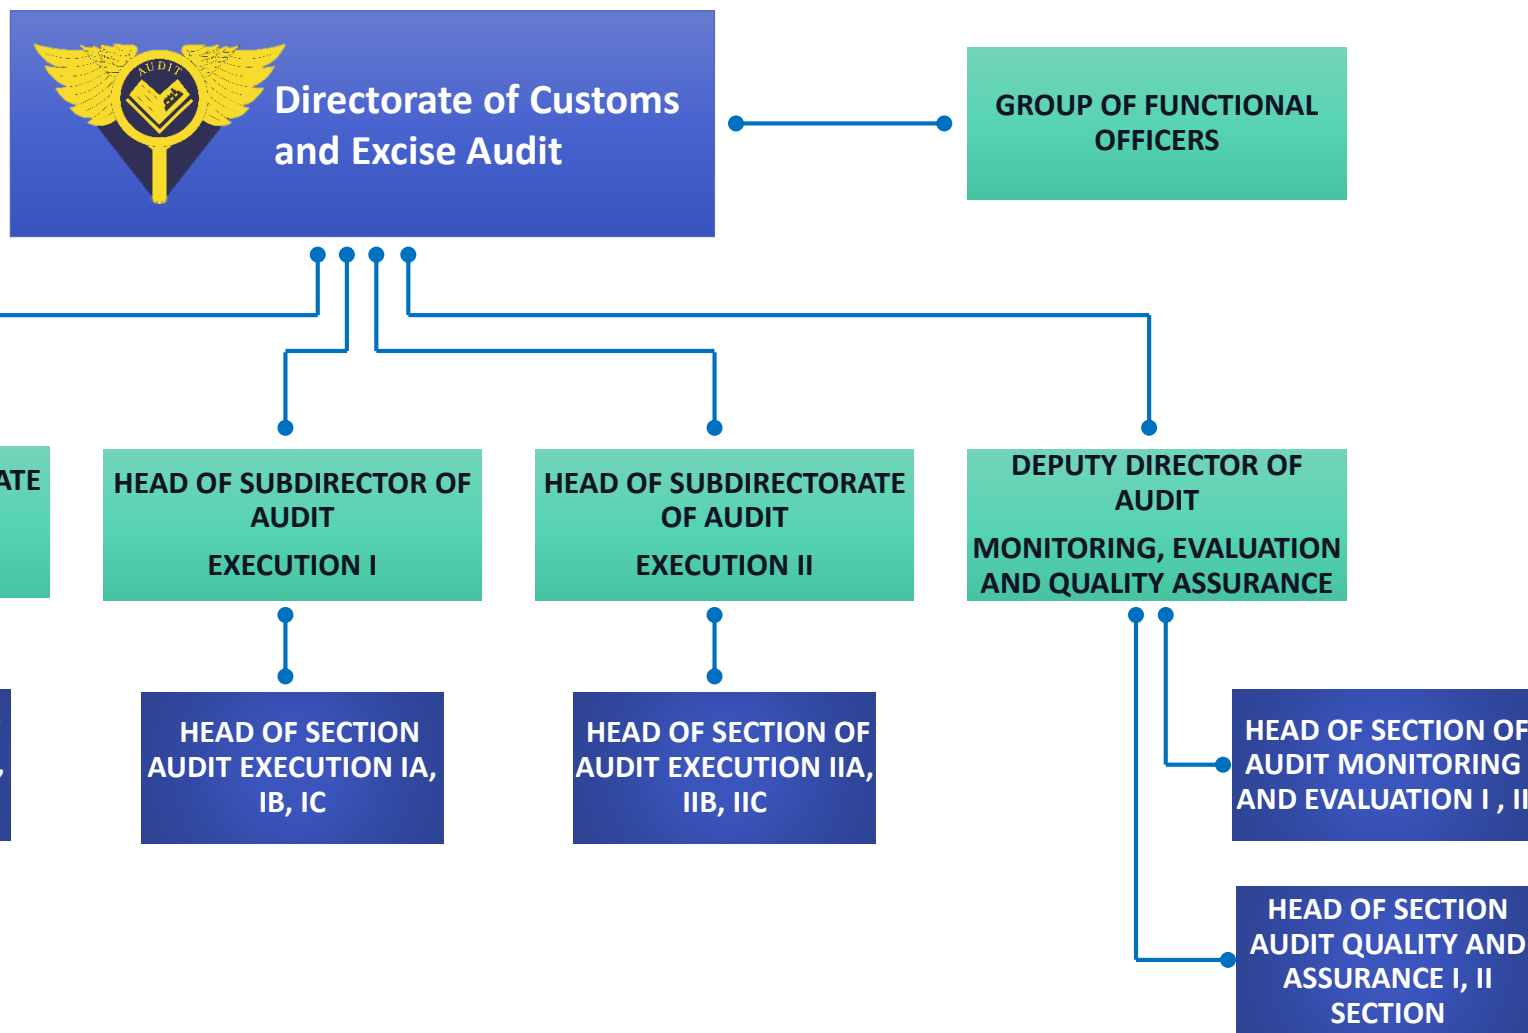 AUDIT
Directorate of Customs
and Excise Audit
GROUP OF FUNCTIONAL
OFFICERS
HEAD OF SUBDIRECTOR OF
AUDIT
EXECUTION I
HEAD OF SUBDIRECTORATE
OF AUDIT
EXECUTION II
DEPUTY DIRECTOR OF
AUDIT
MONITORING, EVALUATION
AND QUALITY ASSURANCE
HEAD OF SECTION
AUDIT EXECUTION IA,
IB, IC
HEAD OF SECTION OF
AUDIT EXECUTION IIA,
IIB, IIC
HEAD OF SECTION OF
AUDIT MONITORING
AND EVALUATION I , II
HEAD OF SECTION
AUDIT QUALITY AND
ASSURANCE I, II
SECTION